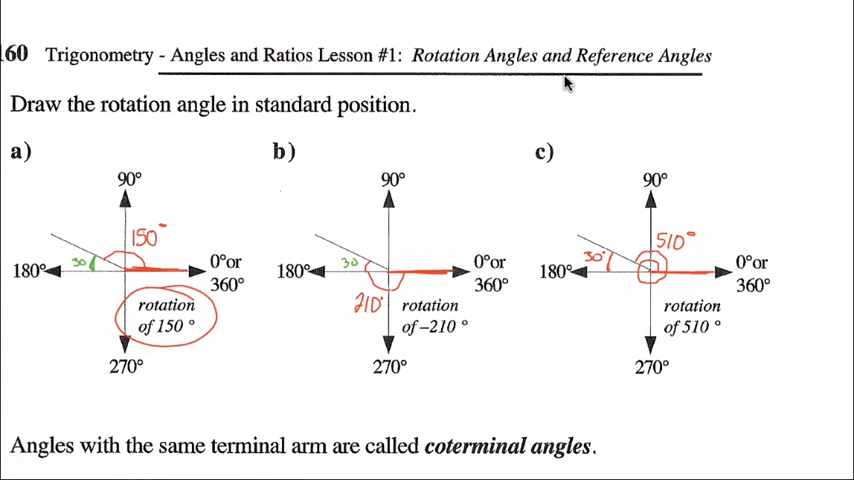 160 Trigonometry - Angles and Ratios Lesson #1: Rotation Angles and Reference Angles
Draw the rotation angle in standard position.
a) b) c)
90° 90° 90°
150° 510°
30 30 30°
180° 0°or 180° 0°or 180° 0°or
360° 360° 360°
210°
rotation rotation rotation
of 150 ° of –210 ° of 510 °
270° 270° 270°
Angles with the same terminal arm are called coterminal angles.